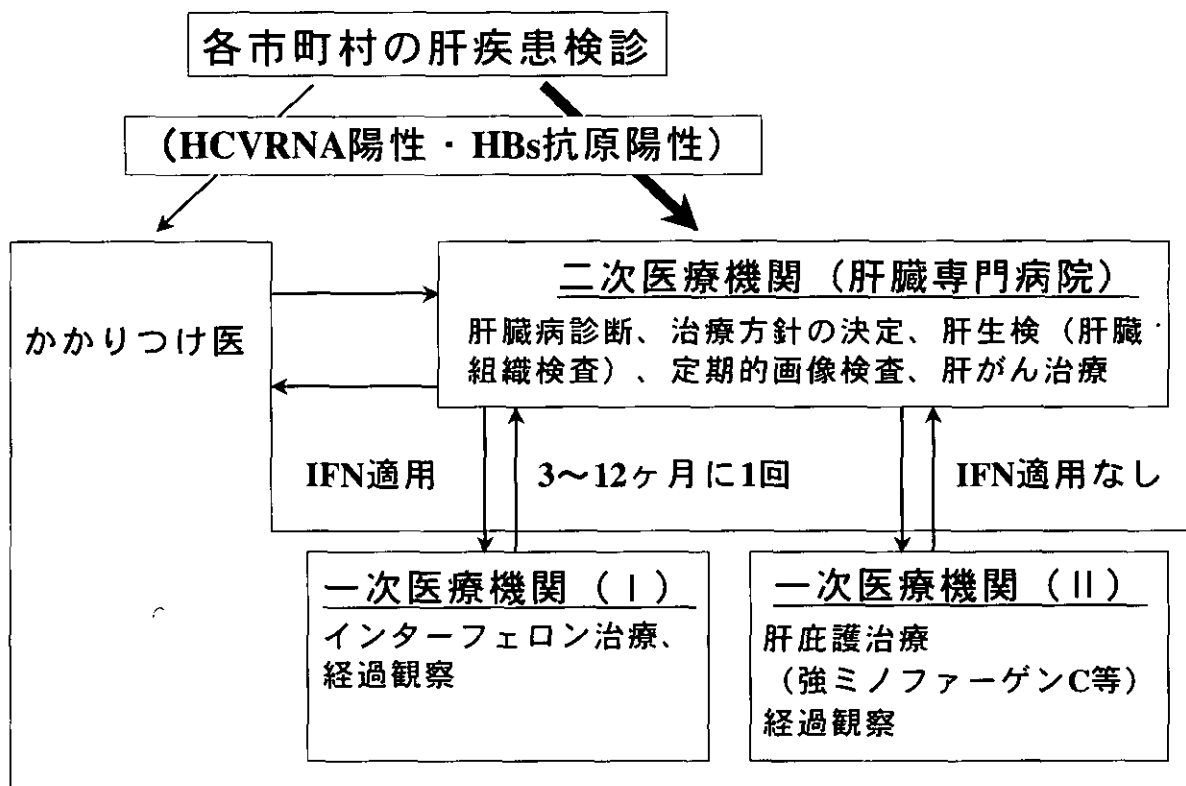 各市町村の肝疾患検診
（HCVRNA陽性・HBs抗原陽性）
かかりつけ医
二次医療機関（肝臓専門病院）
肝臓病診断、治療方針の決定、肝生検（肝臓
組織検査）、定期的画像検査、肝がん治療
IFN適用
3～12ヶ月に1回
IFN適用なし
一次医療機関（Ⅰ）
インターフェロン治療、
経過観察
一次医療機関（Ⅱ）
肝庇護治療
（強ミノファーゲンC等）
経過観察